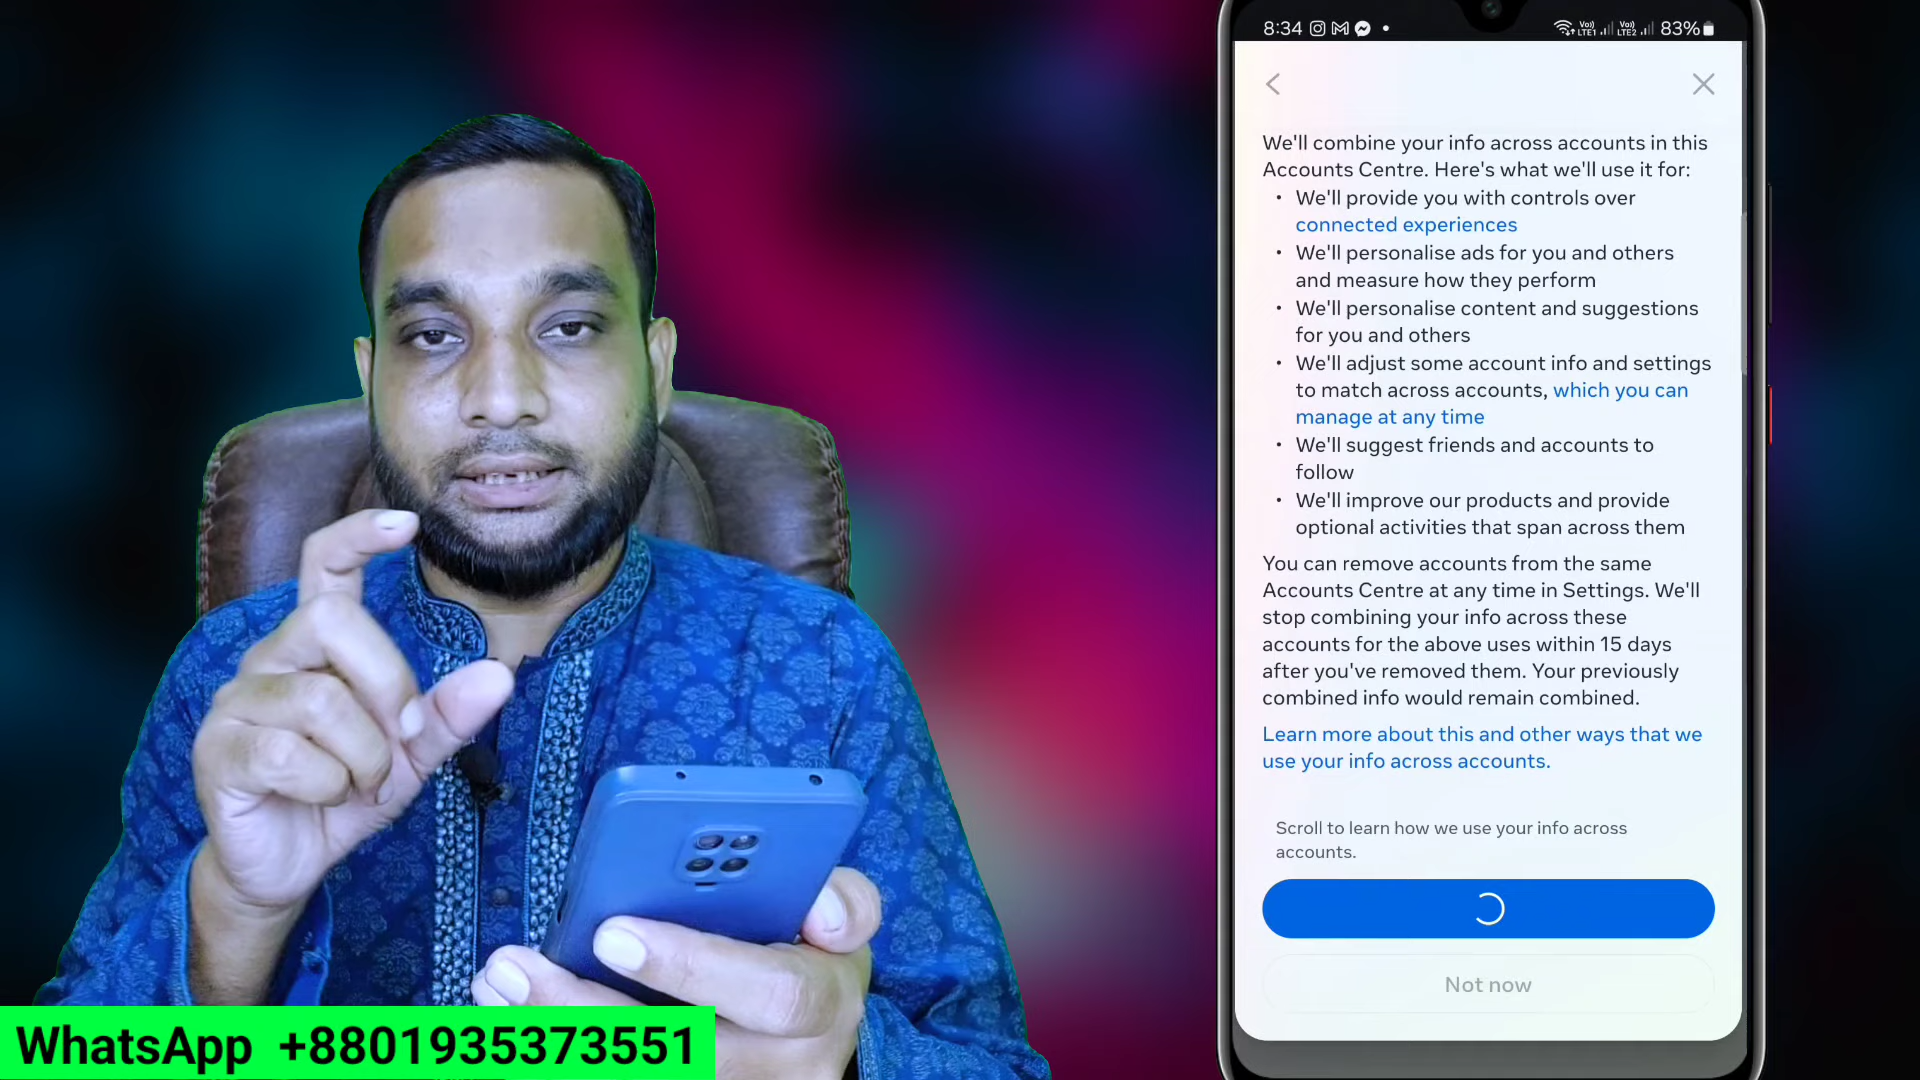 8:34
Vo)) LTE1
Vo)) LTE2
83%
We'll combine your info across accounts in this
Accounts Centre. Here's what we'll use it for:
• We'll provide you with controls over
connected experiences
• We'll personalise ads for you and others
and measure how they perform
• We'll personalise content and suggestions
for you and others
• We'll adjust some account info and settings
to match across accounts, which you can
manage at any time
• We'll suggest friends and accounts to
follow
• We'll improve our products and provide
optional activities that span across them
You can remove accounts from the same
Accounts Centre at any time in Settings. We'll
stop combining your info across these
accounts for the above uses within 15 days
after you've removed them. Your previously
combined info would remain combined.
Learn more about this and other ways that we
use your info across accounts.
Scroll to learn how we use your info across
accounts.
Not now
WhatsApp +8801935373551